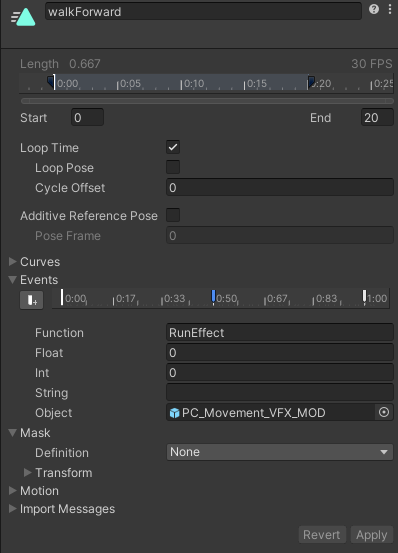 walkForward
Length 0.667 30 FPS
0:00 0:05 0:10 0:15 0:20 0:25
Start 0 End 20
Loop Time
Loop Pose
Cycle Offset 0
Additive Reference Pose
Pose Frame 0
Curves
Events
0:00 0:17 0:33 0:50 0:67 0:83 1:00
Function RunEffect
Float 0
Int 0
String
Object PC_Movement_VFX_MOD
Mask
Definition None
Transform
Motion
Import Messages
Revert Apply